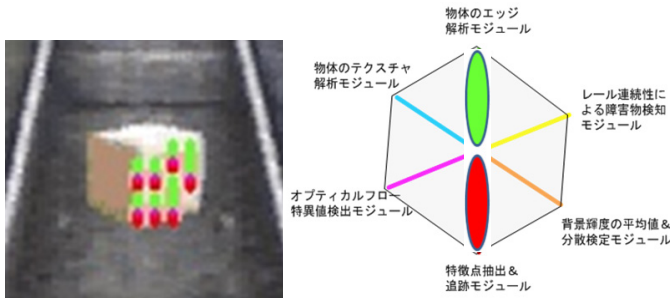 物体のエッジ
解析モジュール
物体のテクスチャ
解析モジュール
レール連続性に
よる障害物検知
モジュール
オプティカルフロー
特異値検出モジュール
背景輝度の平均値＆
分散検定モジュール
特徴点抽出＆
追跡モジュール